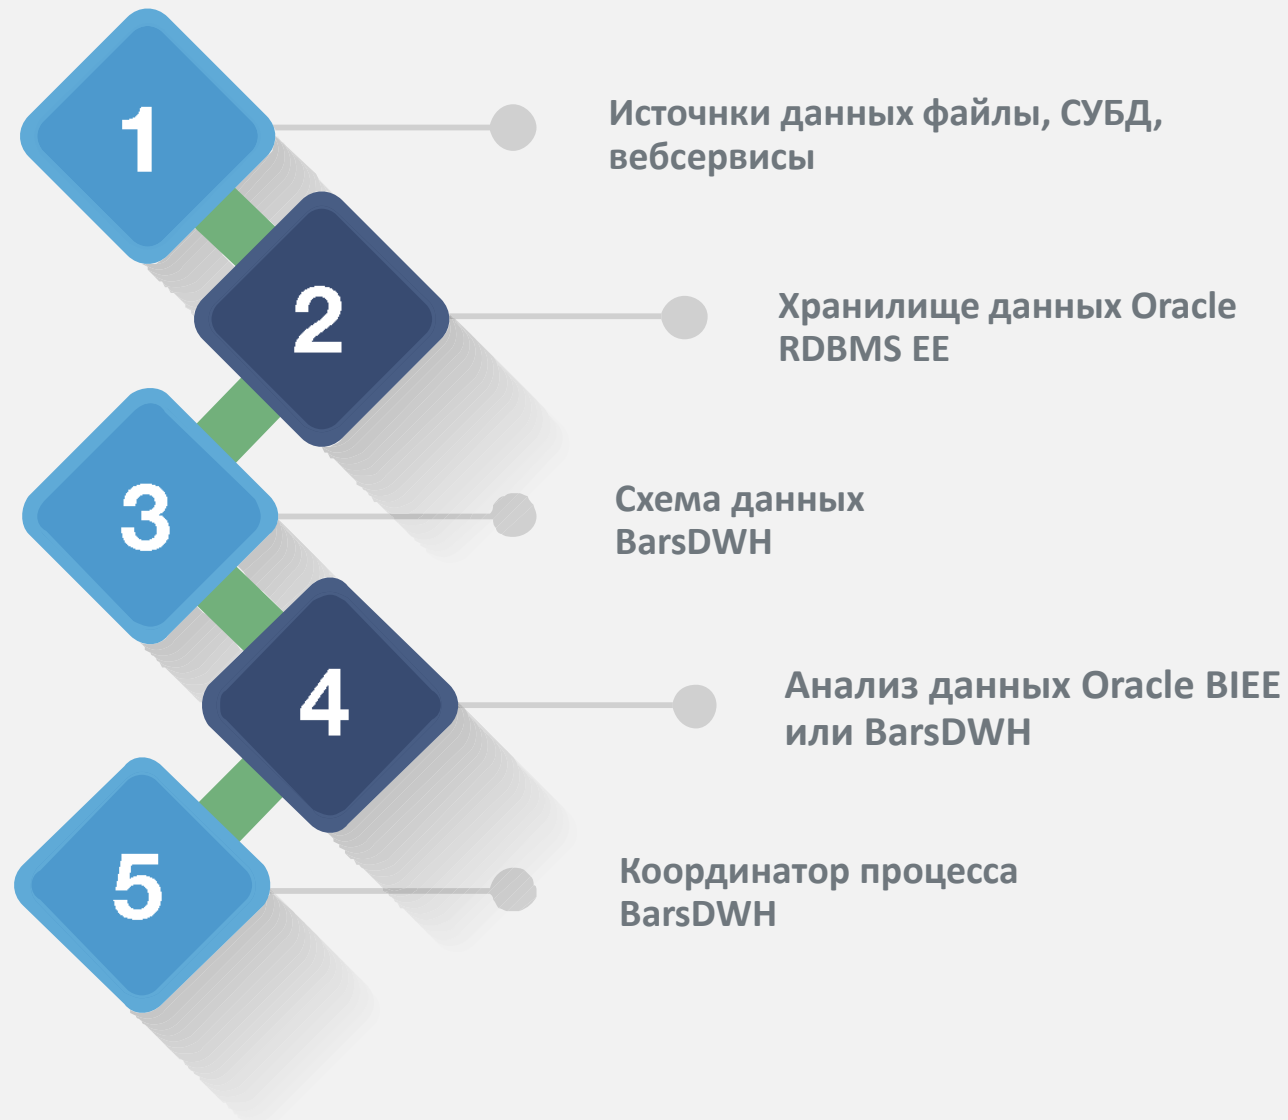 1
Источнки данных файлы, СУБД,
вебсервисы
2
Хранилище данных Oracle
RDBMS EE
3
Схема данных
BarsDWH
4
Анализ данных Oracle BIEE
или BarsDWH
5
Координатор процесса
BarsDWH